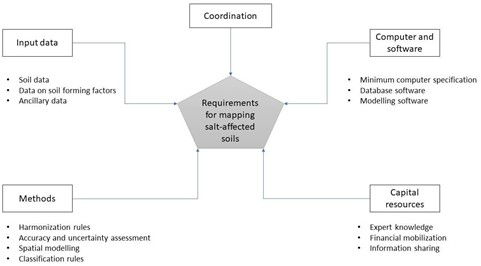 Coordination
Input data
Computer and software
• Soil data
• Data on soil forming factors
• Ancillary data
• Minimum computer specification
• Database software
• Modelling software
Requirements
for mapping
salt-affected
soils
Methods
Capital
resources
• Harmonization rules
• Accuracy and uncertainty assessment
• Spatial modelling
• Classification rules
• Expert knowledge
• Financial mobilization
• Information sharing